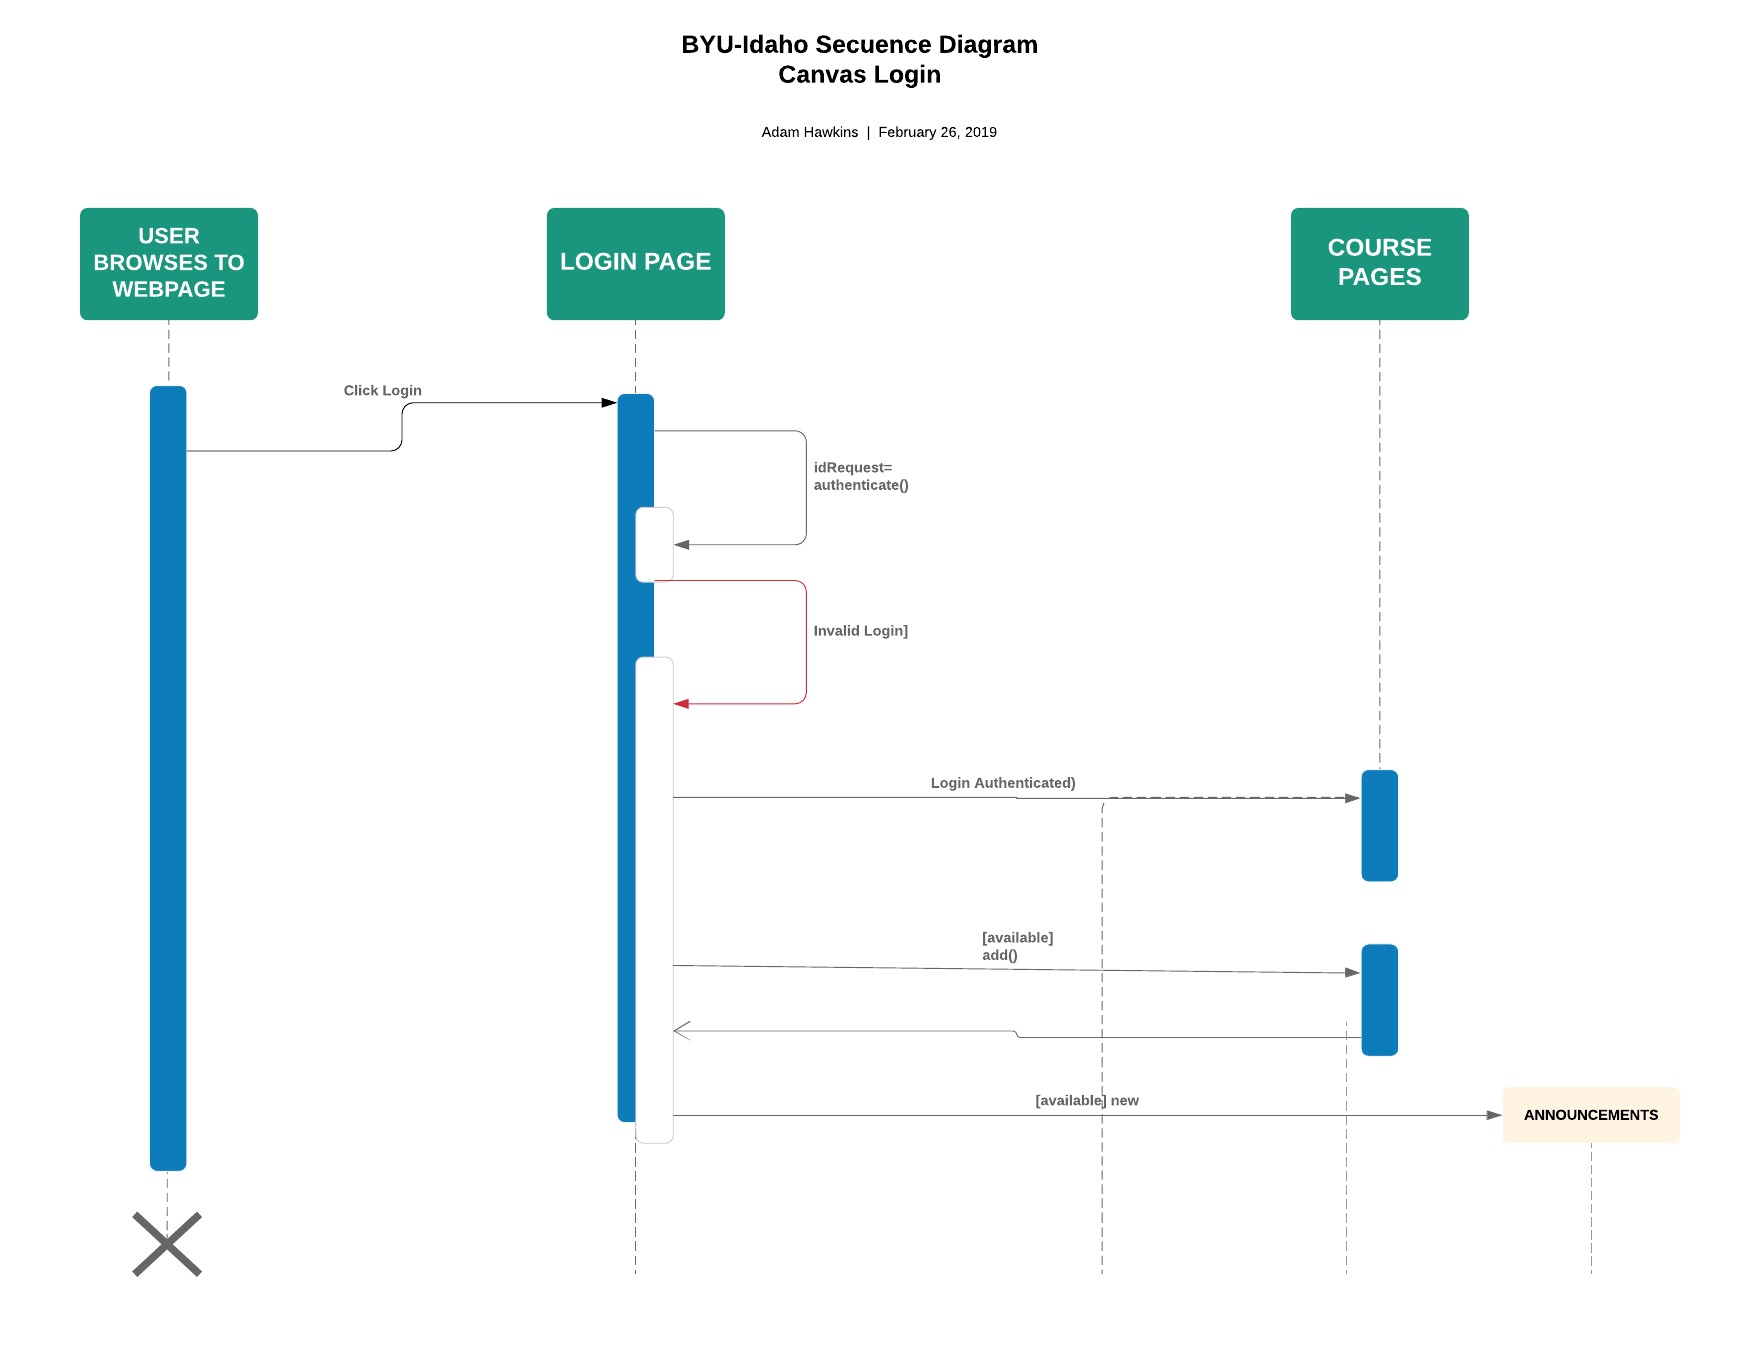 BYU-Idaho Secuence Diagram
Canvas Login
Adam Hawkins | February 26, 2019
USER
BROWSES TO
WEBPAGE
LOGIN PAGE
COURSE
PAGES
Click Login
idRequest=
authenticate()
Invalid Login]
Login Authenticated)
[available]
add()
[available] new
ANNOUNCEMENTS